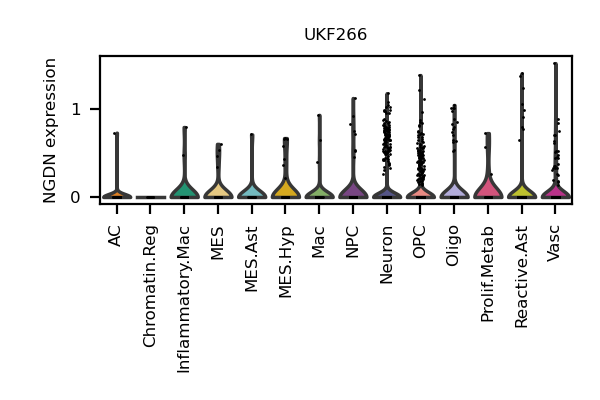 UKF266
NGDN expression
1
0
AC
Chromatin.Reg
Inflammatory.Mac
MES
MES.Ast
MES.Hyp
Mac
NPC
Neuron
OPC
Oligo
Prolif.Metab
Reactive.Ast
Vasc